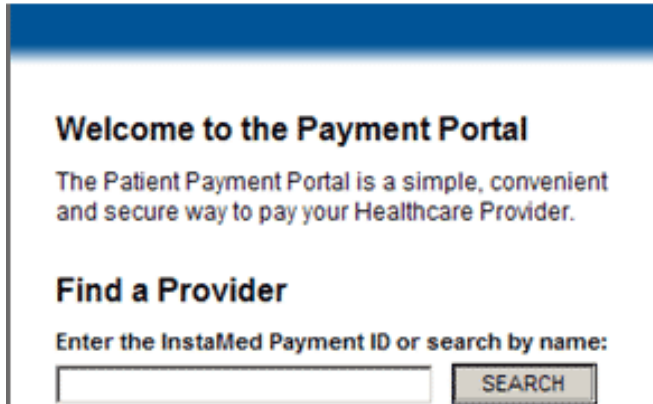 Welcome to the Payment Portal
The Patient Payment Portal is a simple, convenient
and secure way to pay your Healthcare Provider.
Find a Provider
Enter the InstaMed Payment ID or search by name:
SEARCH